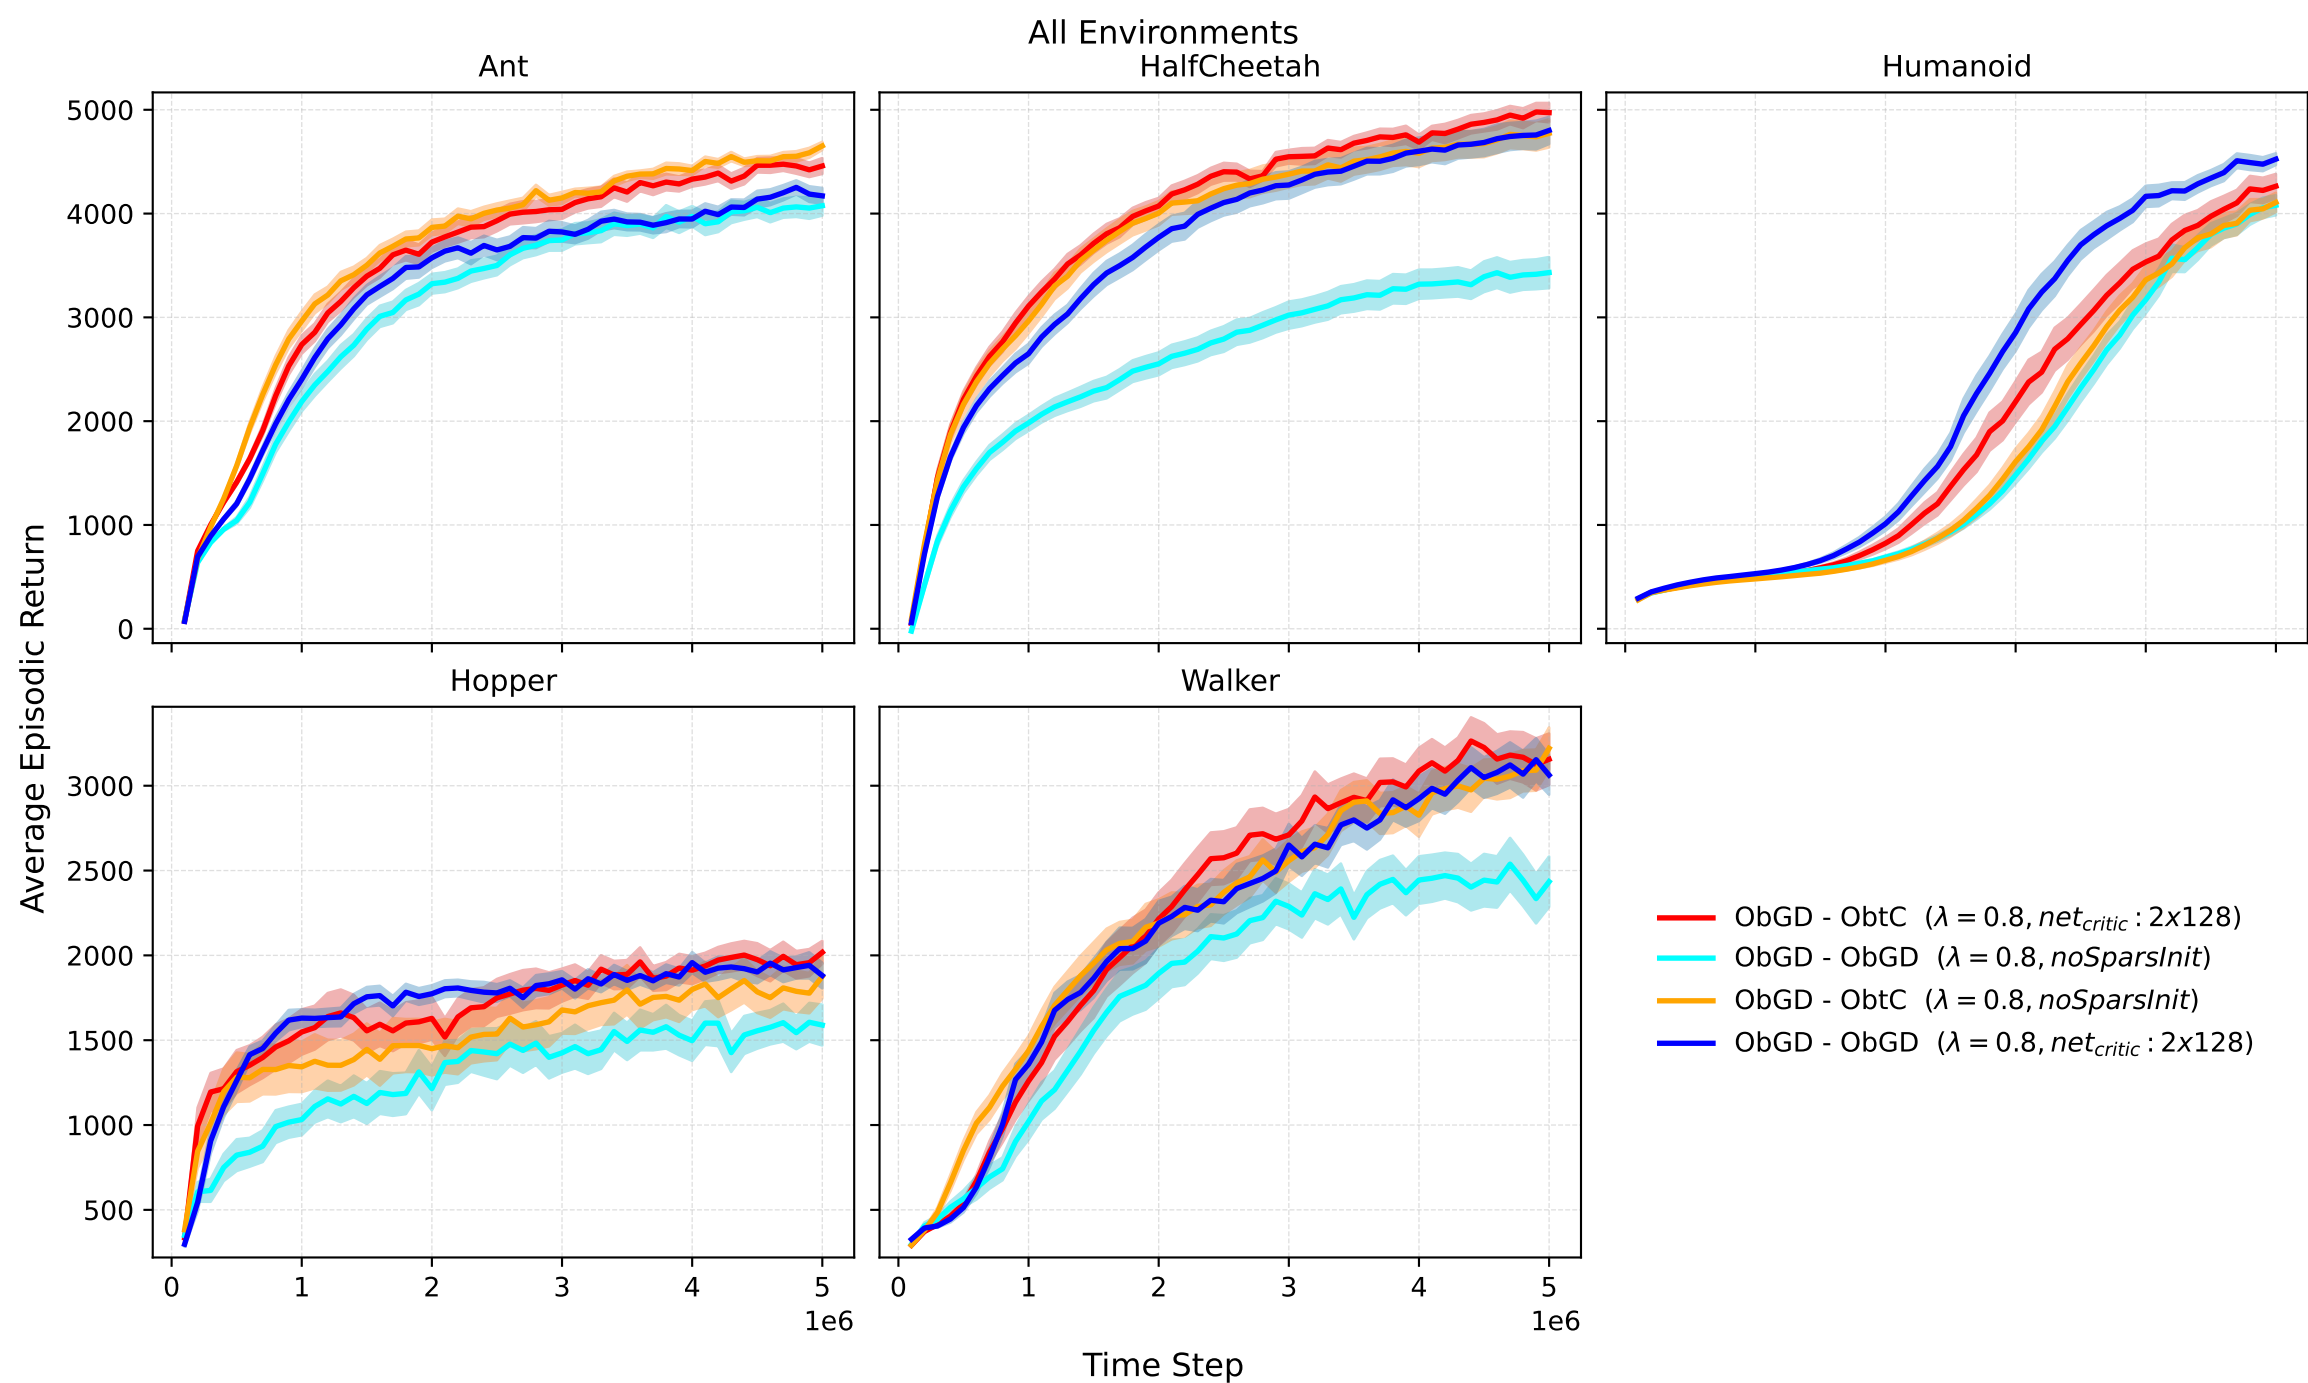 All Environments
Ant
HalfCheetah
Humanoid
5000
4000
3000
2000
1000
0
Hopper
Walker
Average Episodic Return
3000
2500
2000
1500
1000
500
0 1 2 3 4 5
1e6
0 1 2 3 4 5
1e6
Time Step
ObGD - ObtC (λ = 0.8, net_critic : 2x128)
ObGD - ObGD (λ = 0.8, noSparsInit)
ObGD - ObtC (λ = 0.8, noSparsInit)
ObGD - ObGD (λ = 0.8, net_critic : 2x128)